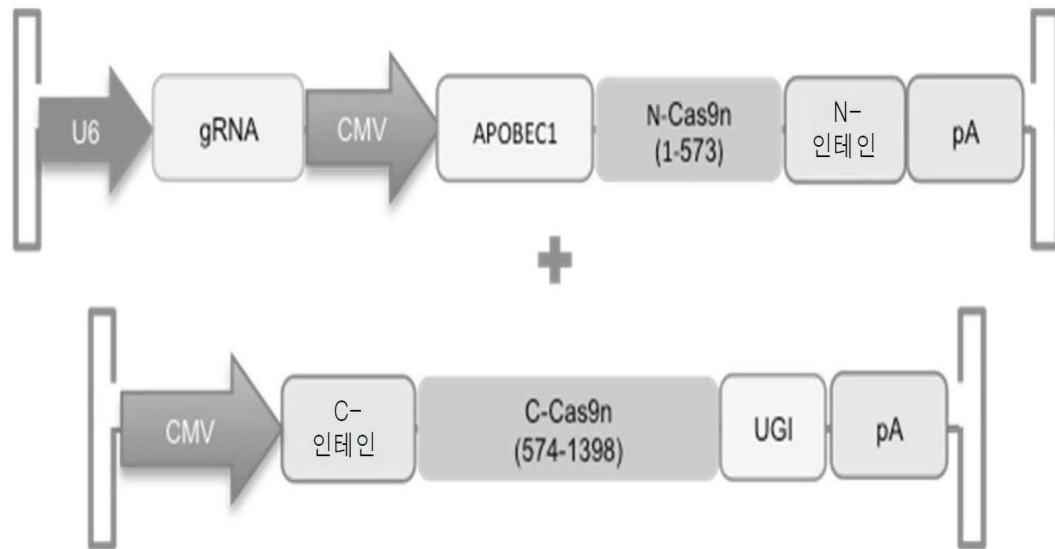 U6
gRNA
CMV
APOBEC1
N-Cas9n
(1-573)
N-
인테인
pA
+
CMV
C-
인테인
C-Cas9n
(574-1398)
UGI
pA